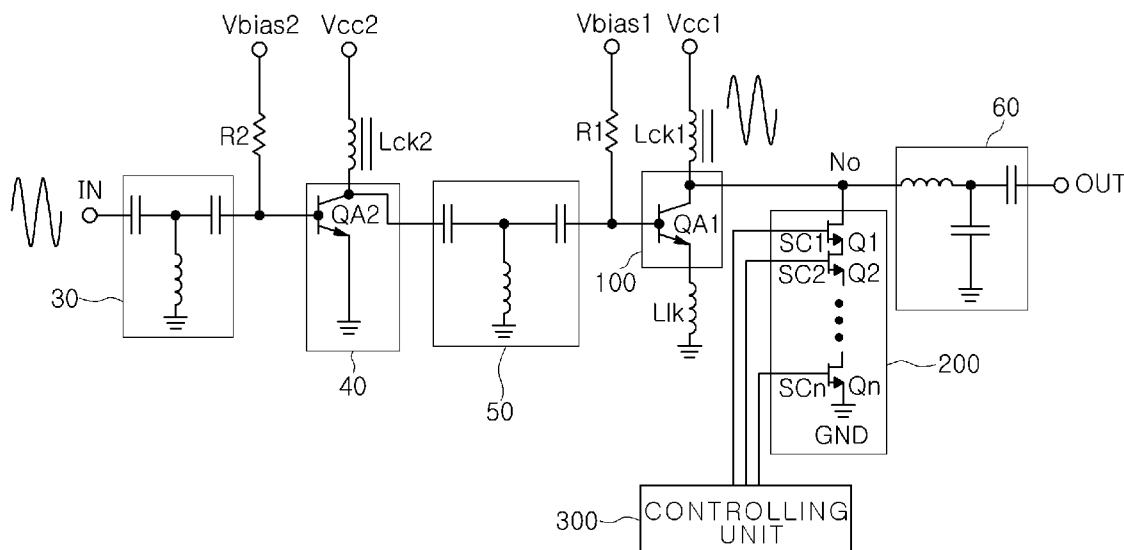 Vbias2
Vcc2
Vbias1
Vcc1
R2
Lck2
R1
Lck1
60
No
IN
OUT
QA2
QA1
SC1
Q1
100
SC2
Q2
30
Llk
40
50
200
SCn
Qn
GND
300
CONTROLLING
UNIT